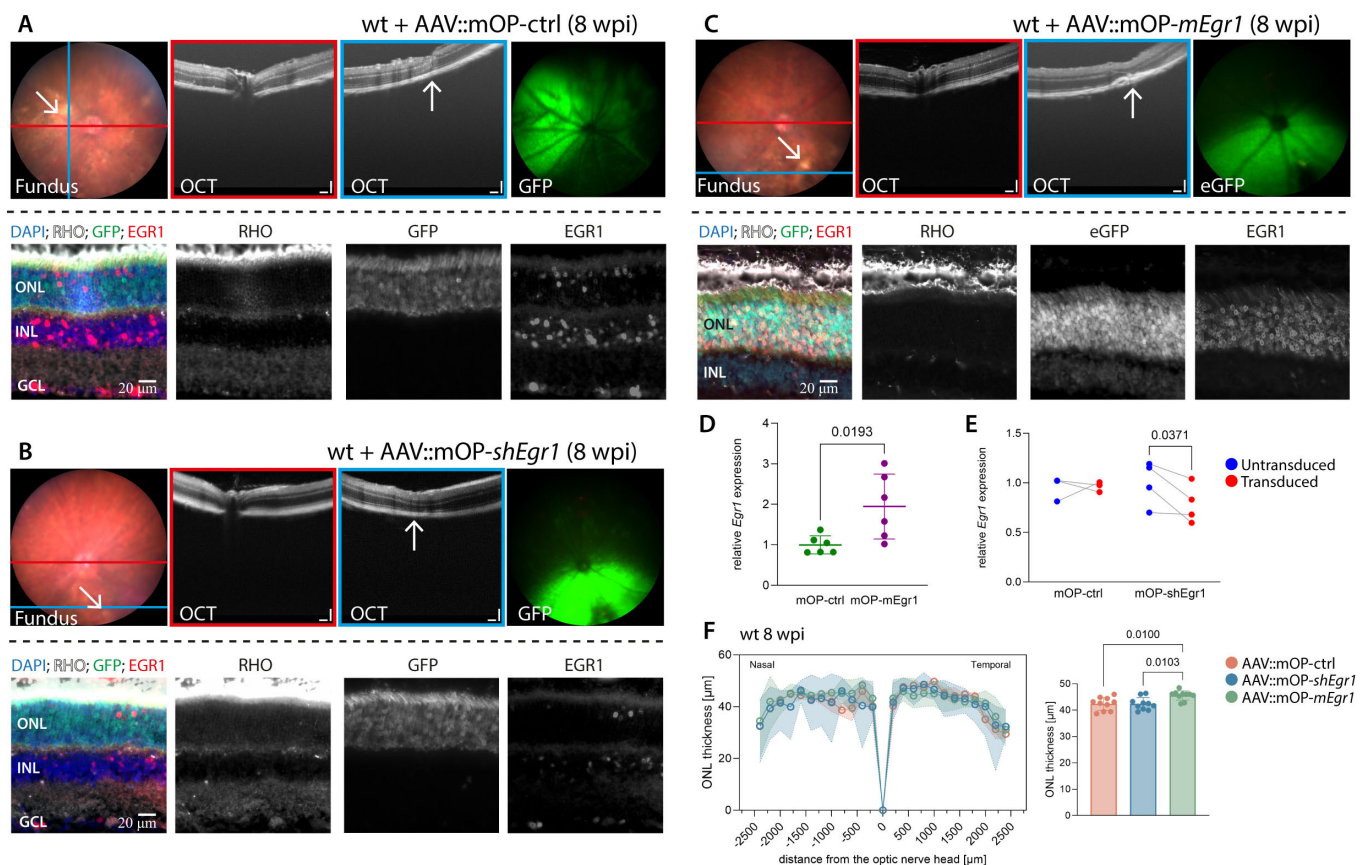 A
wt + AAV::mOP-ctrl (8 wpi)
Fundus
OCT
OCT
GFP
DAPI; RHO; GFP; EGR1
RHO
GFP
EGR1
ONL
INL
GCL
20 µm
B
wt + AAV::mOP-shEgr1 (8 wpi)
Fundus
OCT
OCT
GFP
DAPI; RHO; GFP; EGR1
RHO
GFP
EGR1
ONL
INL
GCL
20 µm
C
wt + AAV::mOP-mEgr1 (8 wpi)
Fundus
OCT
OCT
eGFP
DAPI; RHO; GFP; EGR1
RHO
eGFP
EGR1
ONL
INL
20 µm
D
relative Egr1 expression
4
3
2
1
0
0.0193
mOP-ctrl
mOP-mEgr1
E
relative Egr1 expression
1.5
1.0
0.5
0.0
0.0371
mOP-ctrl
mOP-shEgr1
Untransduced
Transduced
F
wt 8 wpi
ONL thickness [µm]
60
40
20
0
Nasal
Temporal
-2500
-2000
-1500
-1000
-500
0
500
1000
1500
2000
2500
distance from the optic nerve head [µm]
ONL thickness [µm]
50
40
30
20
10
0
0.0100
0.0103
AAV::mOP-ctrl
AAV::mOP-shEgr1
AAV::mOP-mEgr1